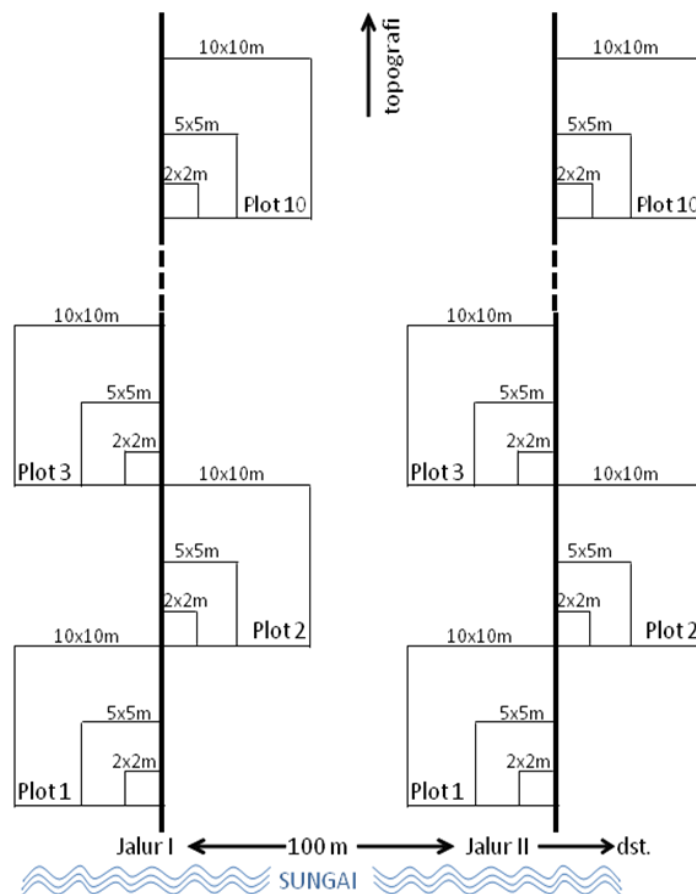 10x10m
10x10m
topografi
5x5m
5x5m
2x2m
2x2m
Plot 10
Plot 10
10x10m
10x10m
5x5m
5x5m
2x2m
2x2m
Plot 3
10x10m
Plot 3
10x10m
5x5m
5x5m
2x2m
2x2m
10x10m
Plot 2
10x10m
Plot 2
5x5m
5x5m
2x2m
2x2m
Plot 1
Plot 1
Jalur I
100 m
Jalur II
dst.
SUNGAI